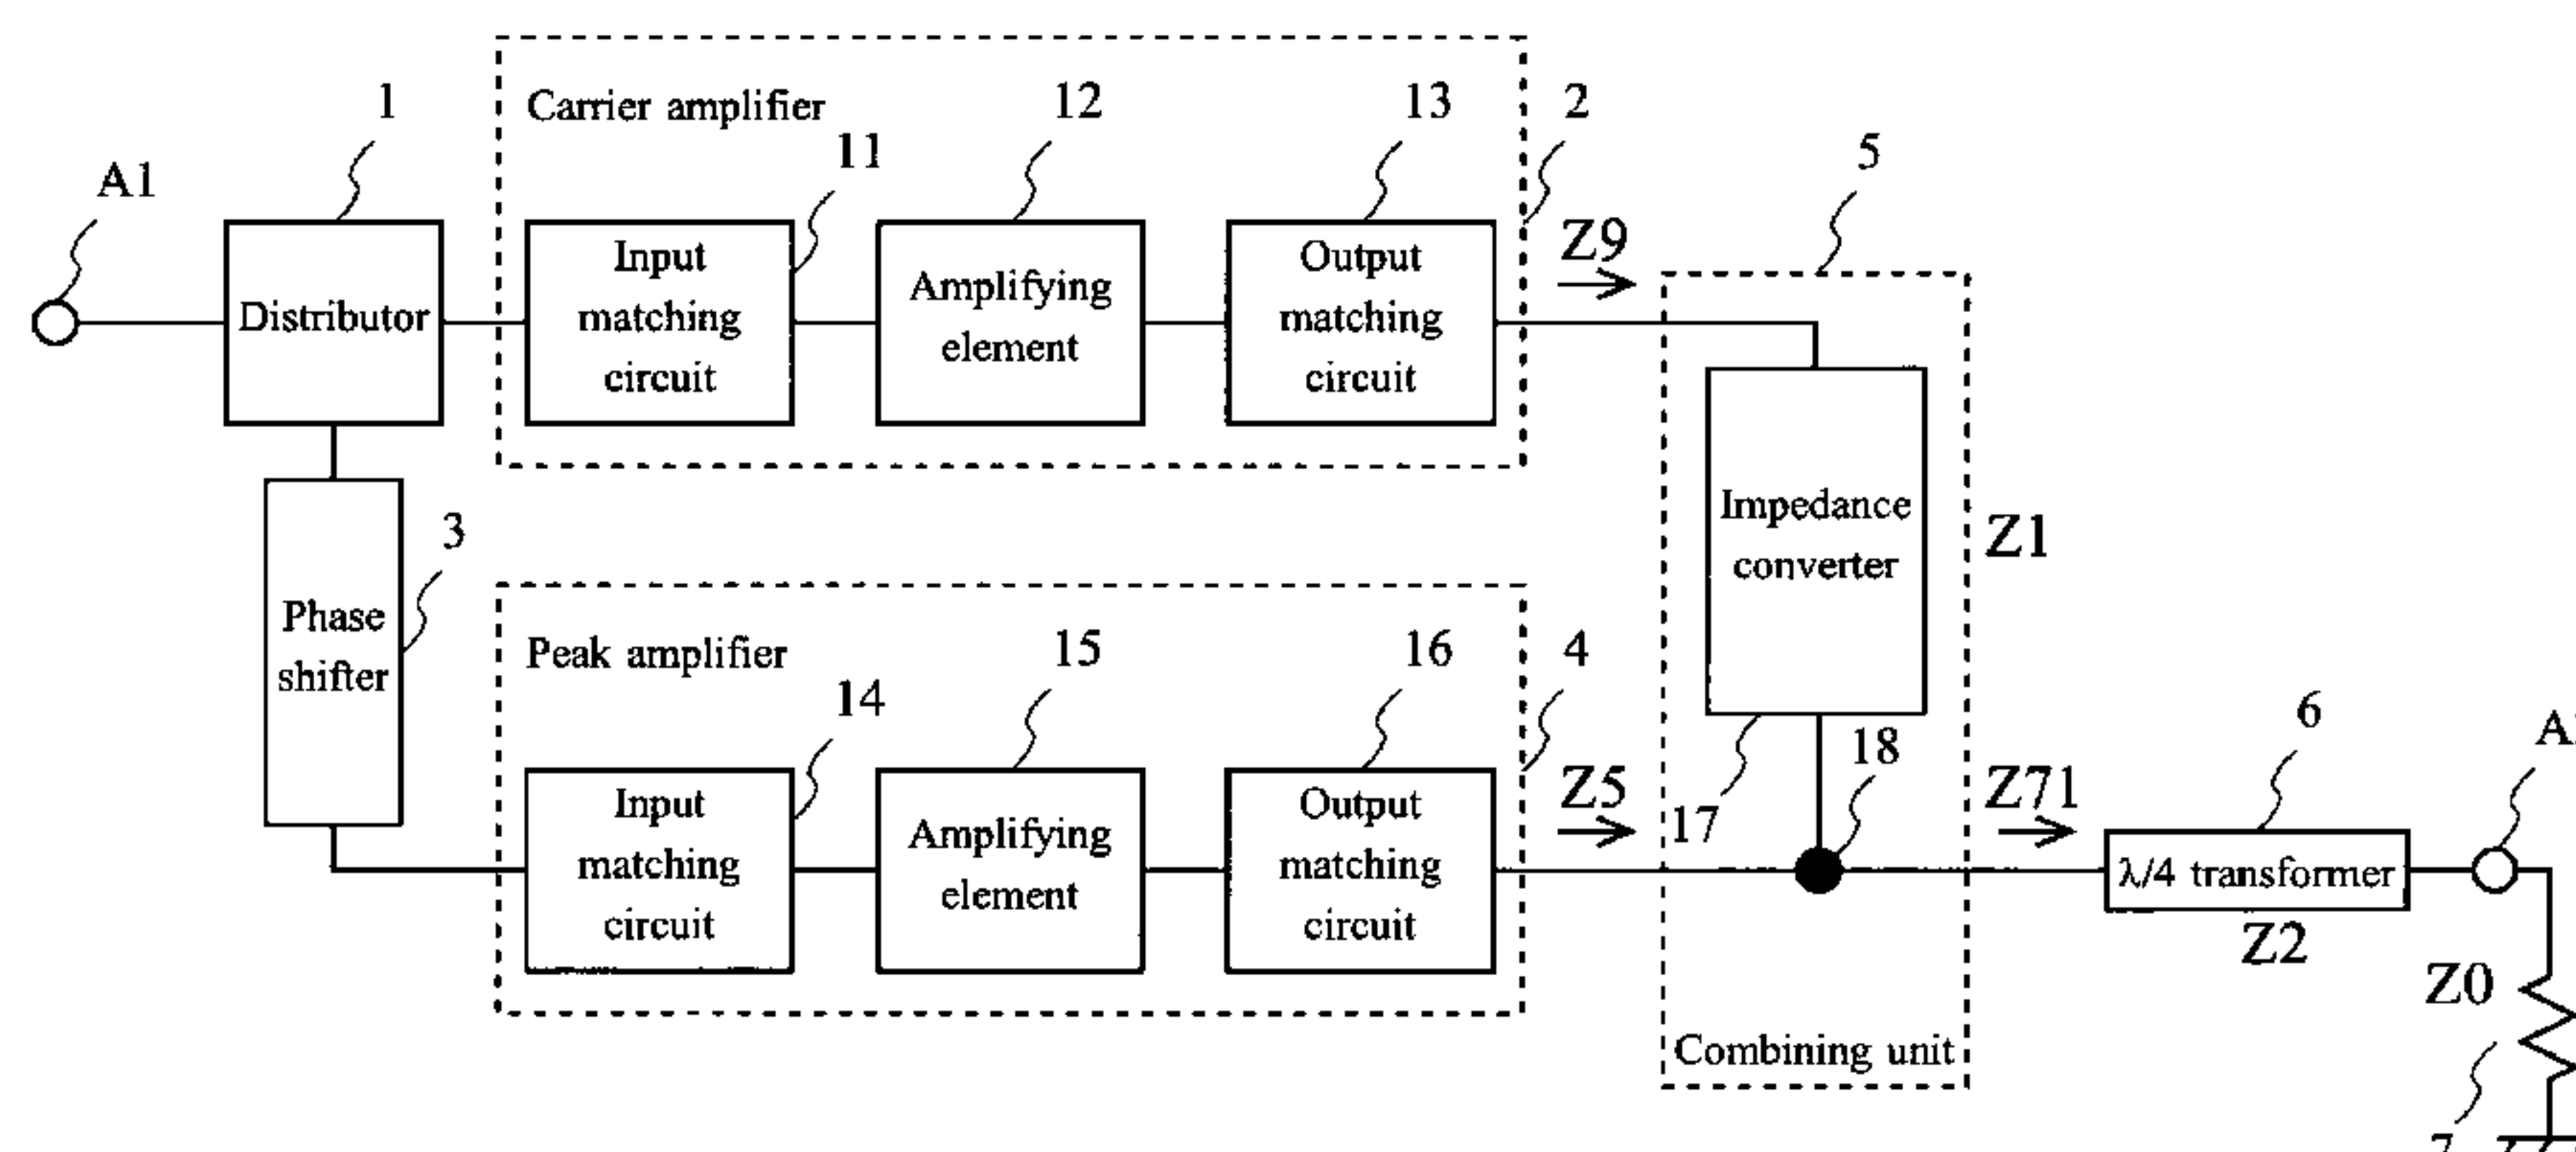 A1
1
Distributor
Carrier amplifier
11
12
13
2
Input
matching
circuit
Amplifying
element
Output
matching
circuit
Z9
5
Impedance
converter
Z1
3
Phase
shifter
Peak amplifier
14
15
16
4
Input
matching
circuit
Amplifying
element
Output
matching
circuit
Z5
17
18
Z71
6
λ/4 transformer
Z2
Z0
7
Combining unit